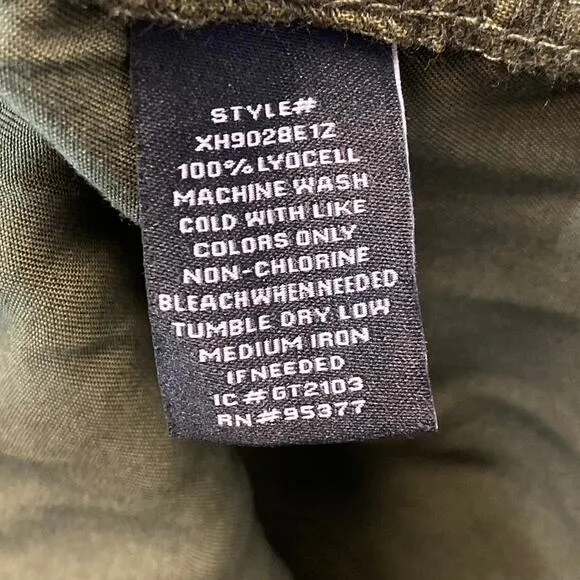 STYLE#
XH9028E1Z
100% LYOCELL
MACHINE WASH
COLD WITH LIKE
COLORS ONLY
NON-CHLORINE
BLEACH WHEN NEEDED
TUMBLE DRY LOW
MEDIUM IRON
IF NEEDED
IC # GT2103
RN #95377